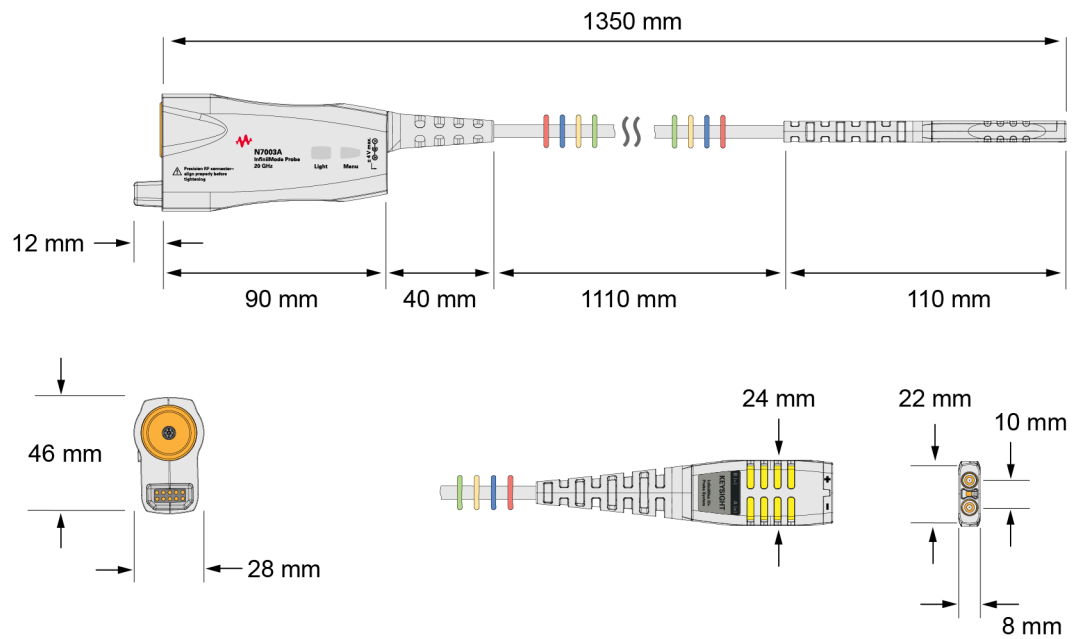 1350 mm
N7003A
InfiniiMode Probe
20 GHz
Light
Menu
Precision RF connector–
align properly before
tightening
12 mm
90 mm
40 mm
1110 mm
110 mm
46 mm
28 mm
24 mm
KEYSIGHT
+
-
22 mm
10 mm
8 mm